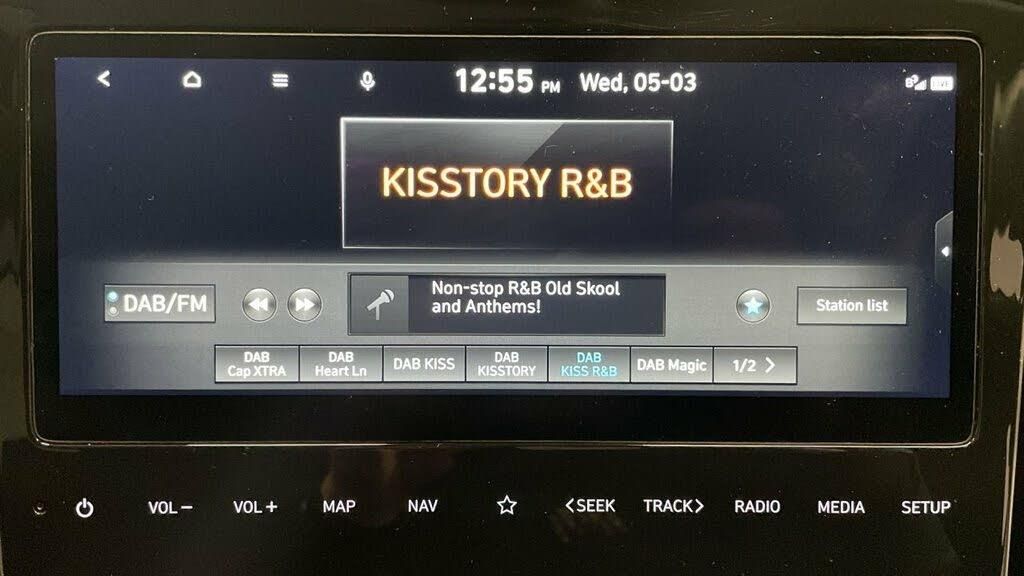 12:55 PM Wed, 05-03
KISSTORY R&B
DAB/FM
Non-stop R&B Old Skool
and Anthems!
Station list
DAB
Cap XTRA
DAB
Heart Ln
DAB KISS
DAB
KISSTORY
DAB
KISS R&B
DAB Magic
1/2 >
VOL−
VOL+
MAP
NAV
<SEEK
TRACK>
RADIO
MEDIA
SETUP